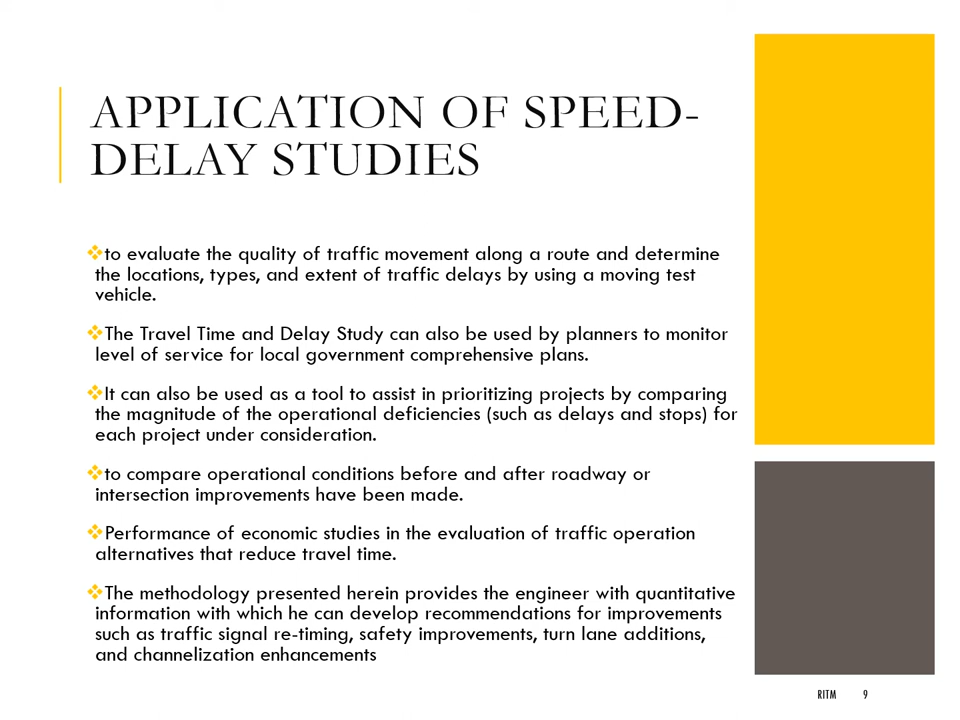 APPLICATION OF SPEED-
DELAY STUDIES
❖to evaluate the quality of traffic movement along a route and determine
the locations, types, and extent of traffic delays by using a moving test
vehicle.
❖The Travel Time and Delay Study can also be used by planners to monitor
level of service for local government comprehensive plans.
❖It can also be used as a tool to assist in prioritizing projects by comparing
the magnitude of the operational deficiencies (such as delays and stops) for
each project under consideration.
❖to compare operational conditions before and after roadway or
intersection improvements have been made.
❖Performance of economic studies in the evaluation of traffic operation
alternatives that reduce travel time.
❖The methodology presented herein provides the engineer with quantitative
information with which he can develop recommendations for improvements
such as traffic signal re-timing, safety improvements, turn lane additions,
and channelization enhancements
RITM 9